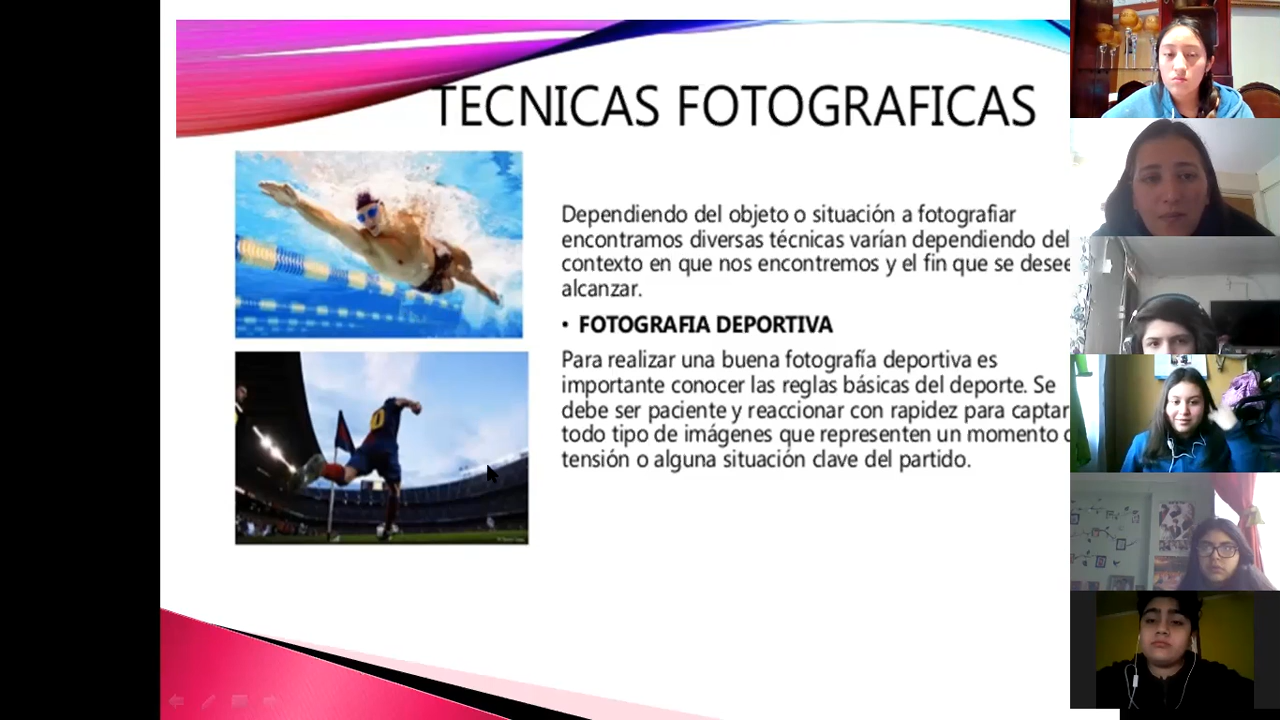 TECNICAS FOTOGRAFICAS
Dependiendo del objeto o situación a fotografiar
encontramos diversas técnicas varían dependiendo del
contexto en que nos encontremos y el fin que se desee
alcanzar.
• FOTOGRAFIA DEPORTIVA
Para realizar una buena fotografía deportiva es
importante conocer las reglas básicas del deporte. Se
debe ser paciente y reaccionar con rapidez para captar
todo tipo de imágenes que representen un momento
tensión o alguna situación clave del partido.
10